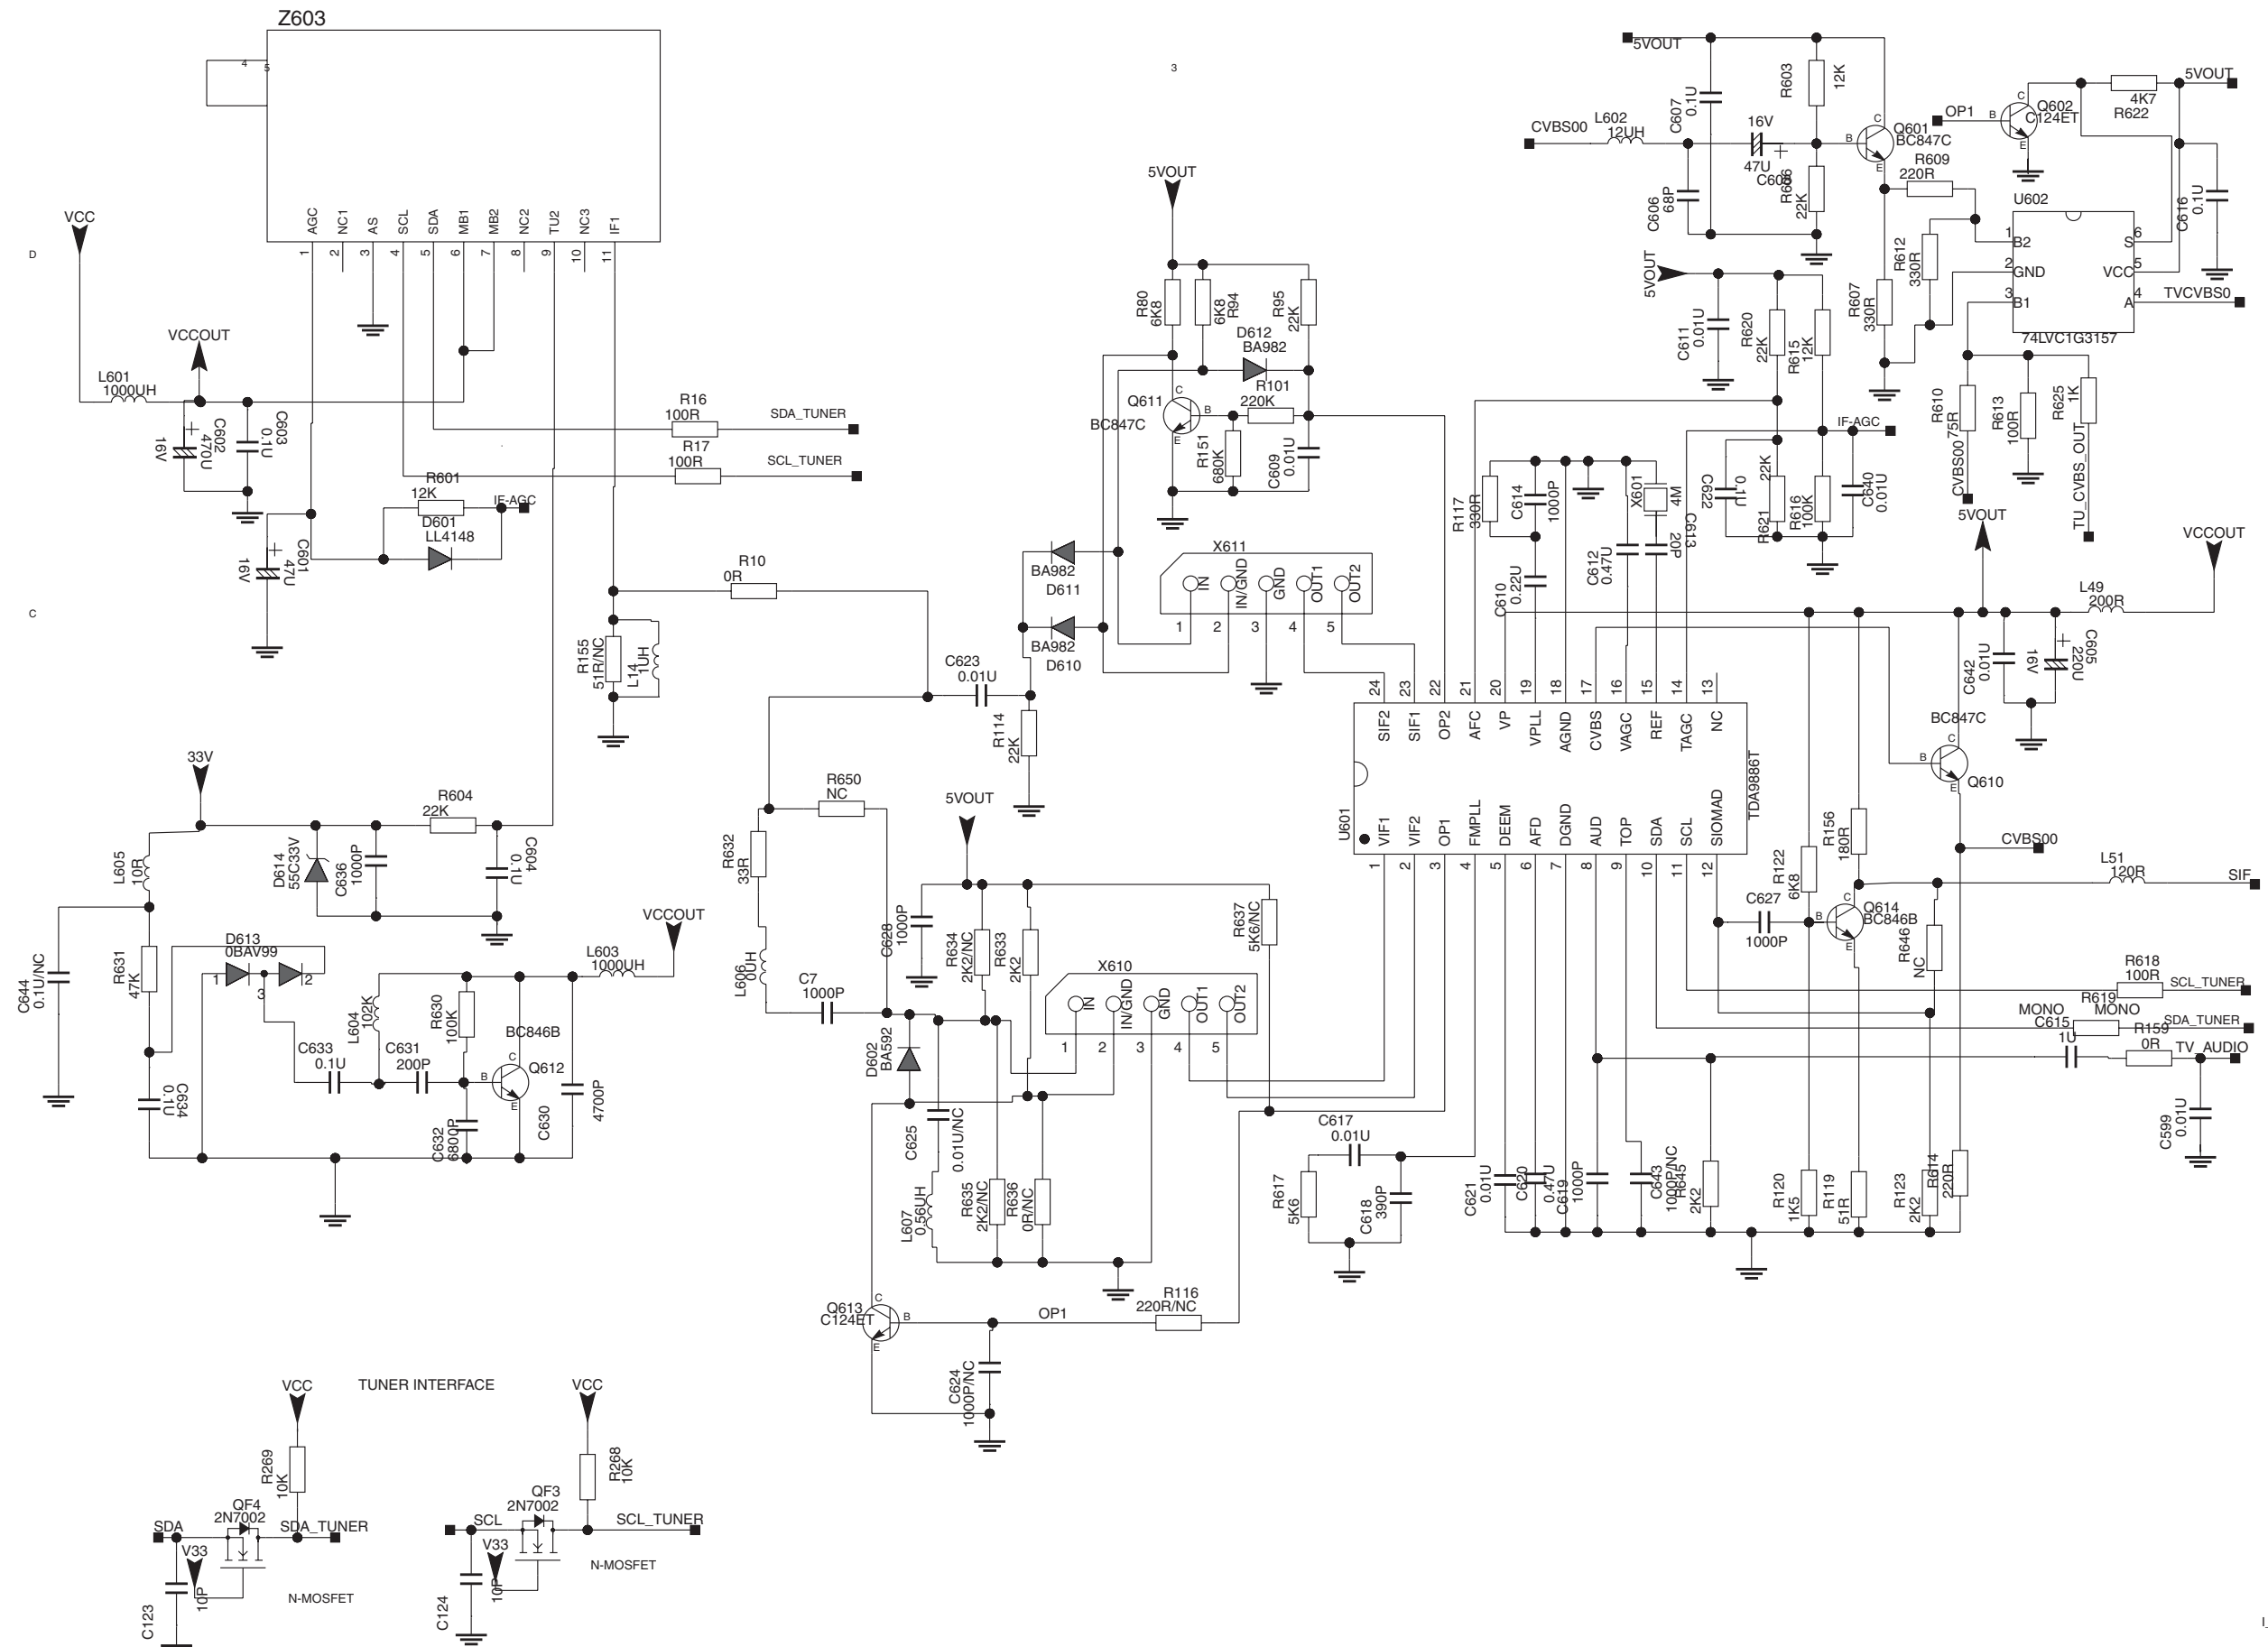 Z603
4
5
AGC
NC1
AS
SCL
SDA
MB1
MB2
NC2
TU2
NC3
IF1
1
2
3
4
5
6
7
8
9
10
11
3
D
C
VCC
VCCOUT
L601
1000UH
C602
470U
16V
C603
0.1U
C601
47U
16V
R601
12K
D601
LL4148
IF-AGC
R16
100R
SDA_TUNER
R17
100R
SCL_TUNER
R10
0R
R155
51R/NC
L14
1UH
5VOUT
R80
6K8
6K8
R94
R95
22K
D612
BA982
R101
220K
Q611
BC847C
C
B
E
R151
680K
C609
0.01U
BA982
D611
BA982
D610
C623
0.01U
R114
22K
X611
IN
IN/GND
GND
OUT1
OUT2
1
2
3
4
5
5VOUT
CVBS00
L602
12UH
C607
0.1U
C606
68P
16V
47U
C608
R603
12K
R606
22K
Q601
BC847C
C
B
E
R609
220R
R607
330R
R612
330R
OP1
Q602
C124ET
C
B
E
4K7
R622
5VOUT
C616
0.1U
U602
1
B2
2
GND
3
B1
6
S
5
VCC
4
A
74LVC1G3157
TVCVBS0
R610
75R
CVBS00
R613
100R
R625
1K
TU_CVBS_OUT
5VOUT
C611
0.01U
R620
22K
R615
12K
IF-AGC
C622
0.1U
22K
R621
R616
100K
C640
0.01U
R117
330R
C614
1000P
C610
0.22U
C612
0.47U
X601
4M
C613
20P
5VOUT
VCCOUT
L49
200R
C642
0.01U
C605
220U
16V
BC847C
C
B
E
Q610
CVBS00
24
23
22
21
20
19
18
17
16
15
14
13
SIF2
SIF1
OP2
AFC
VP
VPLL
AGND
CVBS
VAGC
REF
TAGC
NC
U601
TDA9886T
VIF1
VIF2
OP1
FMPLL
DEEM
AFD
DGND
AUD
TOP
SDA
SCL
SIOMAD
1
2
3
4
5
6
7
8
9
10
11
12
33V
R604
22K
L605
10R
D614
55C33V
C636
1000P
C604
0.1U
C644
0.1U/NC
R631
47K
D613
0BAV99
1
3
2
C634
0.1U
C633
0.1U
L604
102K
C631
200P
R630
100K
BC846B
Q612
C
B
E
C632
6800P
C630
4700P
L603
1000UH
VCCOUT
R650
NC
R632
33R
L606
0UH
C7
1000P
5VOUT
C628
1000P
R634
2K2/NC
R633
2K2
R637
5K6/NC
X610
IN
IN/GND
GND
OUT1
OUT2
1
2
3
4
5
D602
BA592
C625
0.01U/NC
L607
0.56UH
R635
2K2/NC
R636
0R/NC
Q613
C124ET
C
B
E
OP1
R116
220R/NC
C624
1000P/NC
C617
0.01U
R617
5K6
C618
390P
C621
0.01U
C620
0.47U
C619
1000P
C643
1000P/NC
R645
2K2
R120
1K5
R119
51R
R123
2K2
R614
220R
R122
6K8
R156
180R
C627
1000P
Q614
BC846B
C
B
E
R646
NC
L51
120R
SIF
R618
100R
SCL_TUNER
R619
MONO
MONO
SDA_TUNER
C615
1U
R159
0R
TV_AUDIO
C599
0.01U
TUNER INTERFACE
VCC
R269
10K
QF4
2N7002
SDA
SDA_TUNER
V33
C123
10P
N-MOSFET
VCC
R268
10K
QF3
2N7002
SCL
SCL_TUNER
V33
C124
10P
N-MOSFET